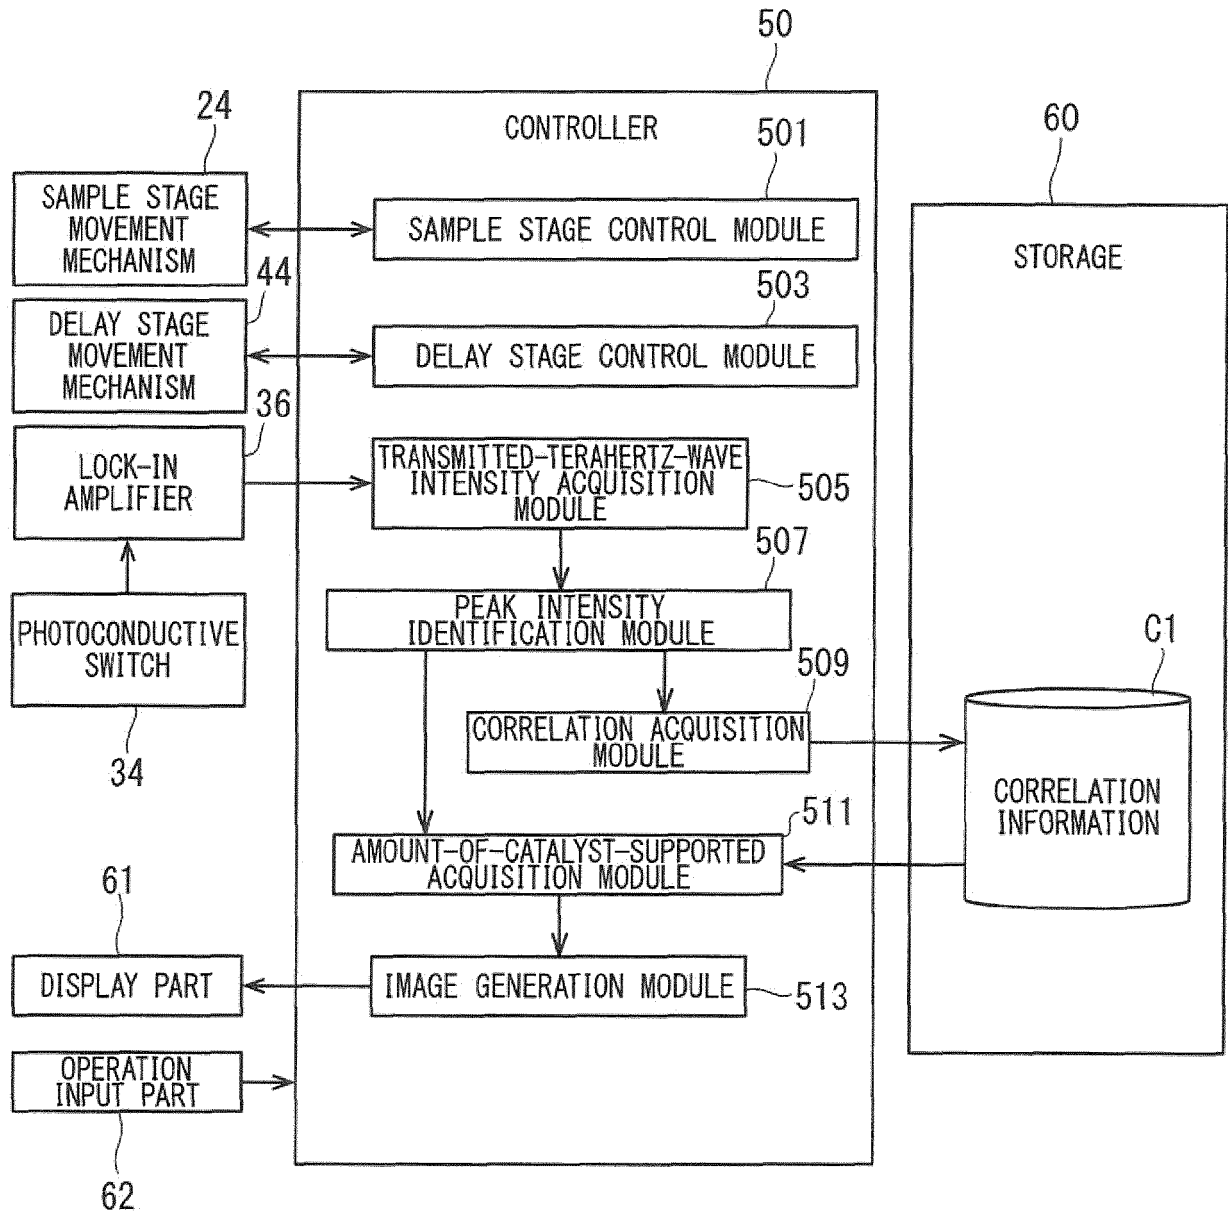 50
CONTROLLER
24
SAMPLE STAGE
MOVEMENT
MECHANISM
501
SAMPLE STAGE CONTROL MODULE
60
STORAGE
44
DELAY STAGE
MOVEMENT
MECHANISM
503
DELAY STAGE CONTROL MODULE
36
LOCK-IN
AMPLIFIER
TRANSMITTED-TERAHERTZ-WAVE
INTENSITY ACQUISITION
MODULE
505
PHOTOCONDUCTIVE
SWITCH
34
507
PEAK INTENSITY
IDENTIFICATION MODULE
509
CORRELATION ACQUISITION
MODULE
C1
CORRELATION
INFORMATION
511
AMOUNT-OF-CATALYST-SUPPORTED
ACQUISITION MODULE
61
DISPLAY PART
IMAGE GENERATION MODULE
513
OPERATION
INPUT PART
62